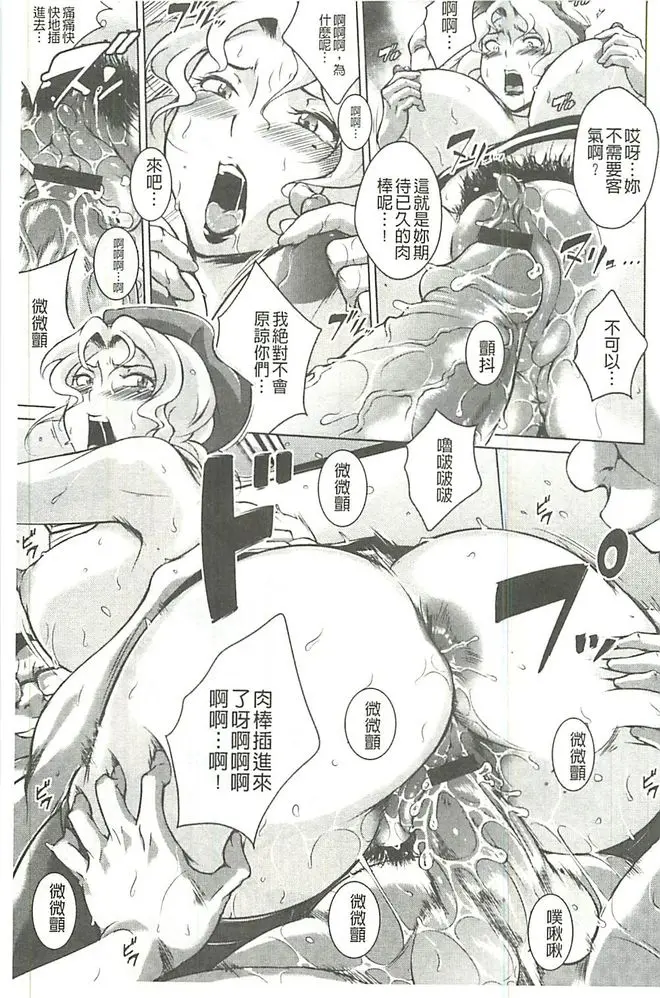 啊啊
啊…
哎呀…妳
不需要客
氣啊？
這就是妳期
待已久的肉
棒呢…！
不可以…
顫抖
啊啊啊，為
什麼呢…
啊啊…
我絕對不會
原諒你們…
痛痛快
快地插
進去…
來吧…
啊啊啊…啊
微微顫
嚕啵啵啵
微微顫
ド
プ
肉棒插進來
了呀啊啊啊
啊啊…啊！
微微顫
微微顫
微微顫
微微顫
噗啾啾